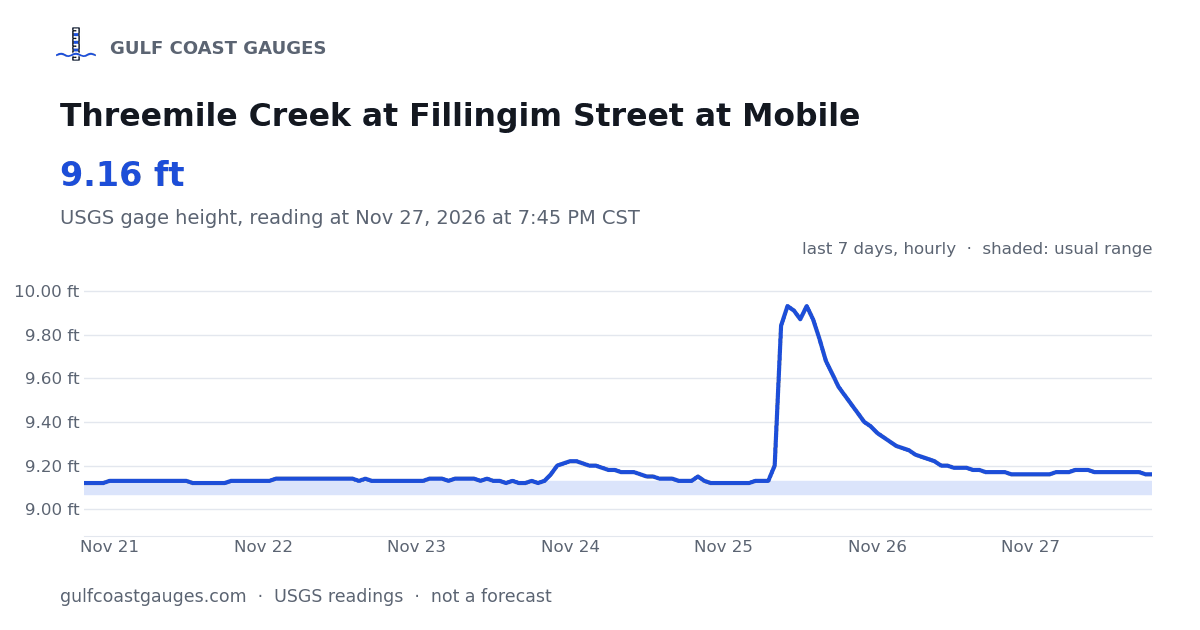 GULF COAST GAUGES
Threemile Creek at Fillingim Street at Mobile
9.16 ft
USGS gage height, reading at Nov 27, 2026 at 7:45 PM CST
last 7 days, hourly · shaded: usual range
10.00 ft
9.80 ft
9.60 ft
9.40 ft
9.20 ft
9.00 ft
Nov 21 Nov 22 Nov 23 Nov 24 Nov 25 Nov 26 Nov 27
gulfcoastgauges.com · USGS readings · not a forecast